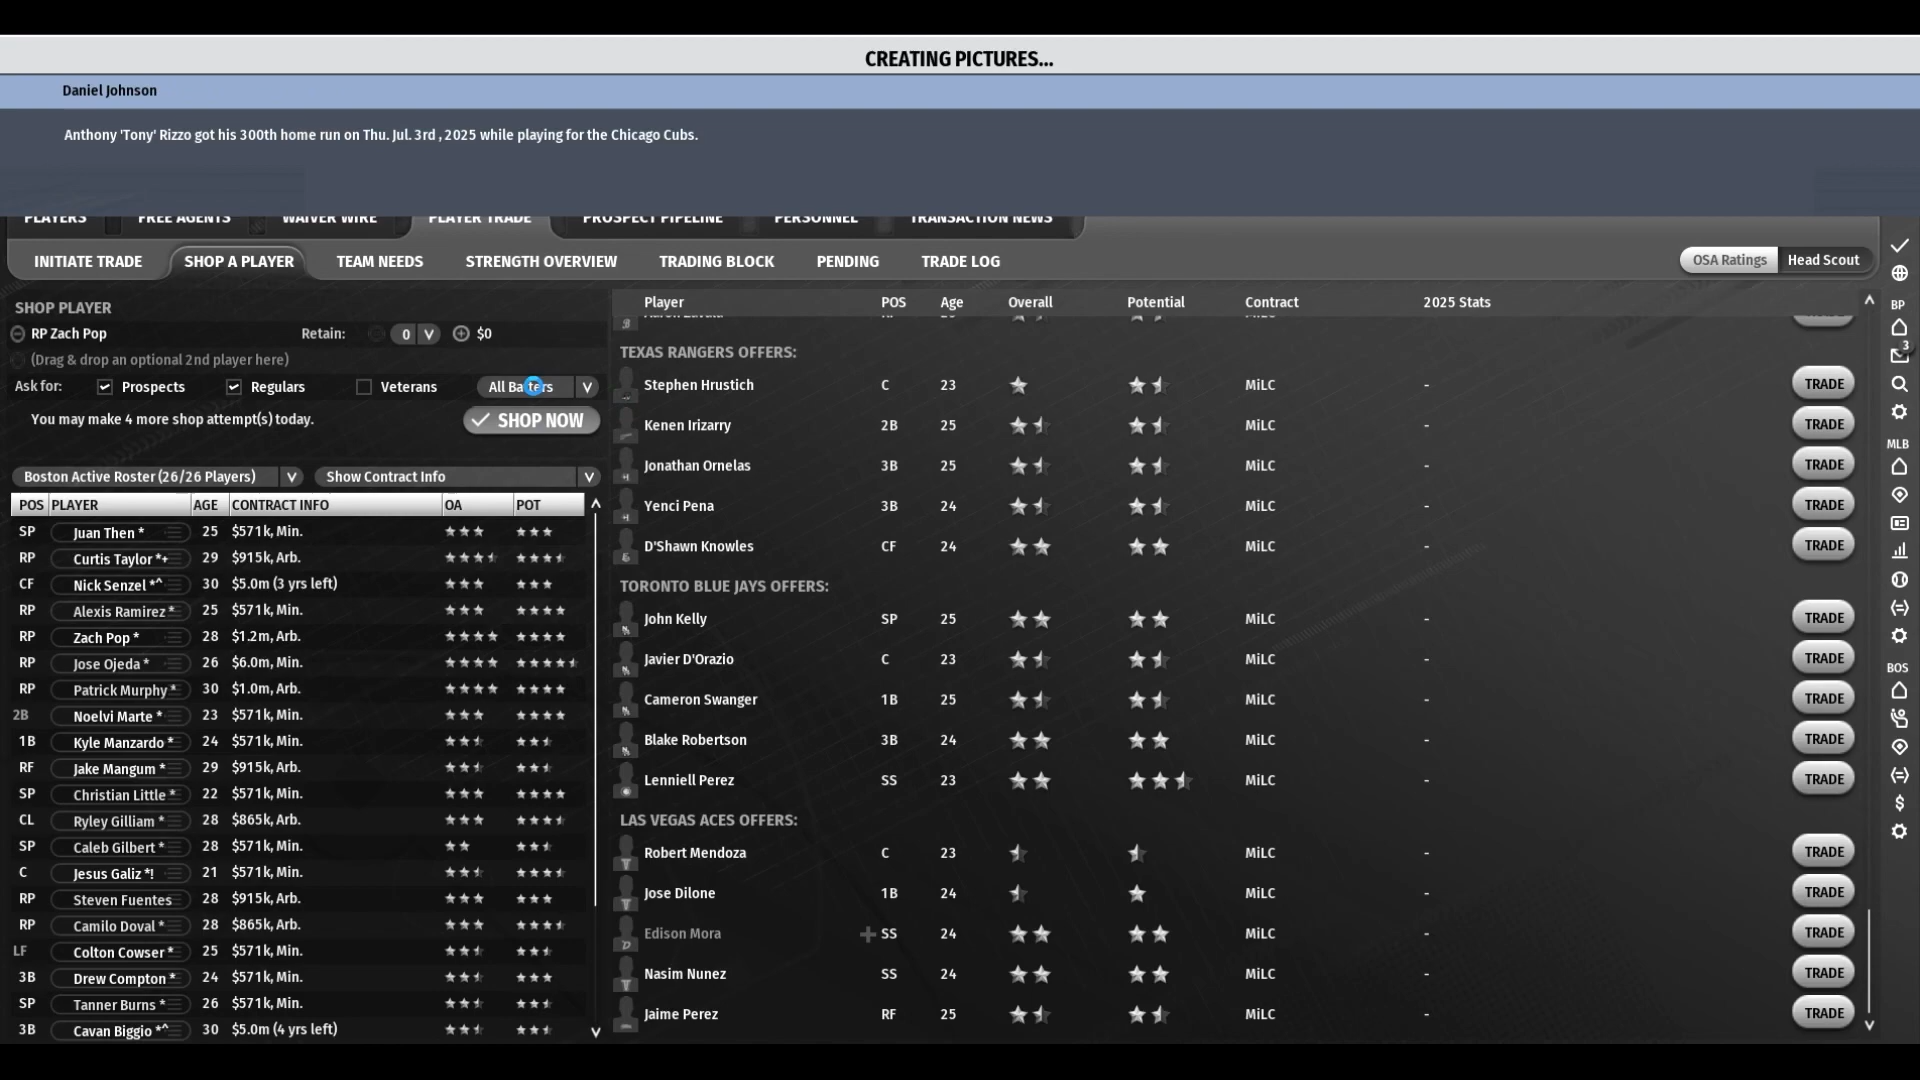 CREATING PICTURES...
Daniel Johnson
Anthony 'Tony' Rizzo got his 300th home run on Thu. Jul. 3rd , 2025 while playing for the Chicago Cubs.
PLAYERS FREE AGENTS WAIVER WIRE PLAYER TRADE PROSPECT PIPELINE PERSONNEL TRANSACTION NEWS
INITIATE TRADE SHOP A PLAYER TEAM NEEDS STRENGTH OVERVIEW TRADING BLOCK PENDING TRADE LOG OSA Ratings Head Scout
SHOP PLAYER
RP Zach Pop Retain: 0 $0
(Drag & drop an optional 2nd player here)
Ask for: Prospects Regulars Veterans All Batters
You may make 4 more shop attempt(s) today. SHOP NOW
Boston Active Roster (26/26 Players) Show Contract Info
POS PLAYER AGE CONTRACT INFO OA POT
SP Juan Then * 25 $571k, Min.
RP Curtis Taylor *+ 29 $915k, Arb.
CF Nick Senzel *^ 30 $5.0m (3 yrs left)
RP Alexis Ramirez * 25 $571k, Min.
RP Zach Pop * 28 $1.2m, Arb.
RP Jose Ojeda * 26 $6.0m, Min.
RP Patrick Murphy * 30 $1.0m, Arb.
2B Noelvi Marte * 23 $571k, Min.
1B Kyle Manzardo * 24 $571k, Min.
RF Jake Mangum * 29 $915k, Arb.
SP Christian Little * 22 $571k, Min.
CL Ryley Gilliam * 28 $865k, Arb.
SP Caleb Gilbert * 28 $571k, Min.
C Jesus Galiz *! 21 $571k, Min.
RP Steven Fuentes 28 $915k, Arb.
RP Camilo Doval * 28 $865k, Arb.
LF Colton Cowser * 25 $571k, Min.
3B Drew Compton * 24 $571k, Min.
SP Tanner Burns * 26 $571k, Min.
3B Cavan Biggio *^ 30 $5.0m (4 yrs left)
Player POS Age Overall Potential Contract 2025 Stats
TEXAS RANGERS OFFERS:
Stephen Hrustich C 23 MiLC - TRADE
Kenen Irizarry 2B 25 MiLC - TRADE
Jonathan Ornelas 3B 25 MiLC - TRADE
Yenci Pena 3B 24 MiLC - TRADE
D'Shawn Knowles CF 24 MiLC - TRADE
TORONTO BLUE JAYS OFFERS:
John Kelly SP 25 MiLC - TRADE
Javier D'Orazio C 23 MiLC - TRADE
Cameron Swanger 1B 25 MiLC - TRADE
Blake Robertson 3B 24 MiLC - TRADE
Lenniell Perez SS 23 MiLC - TRADE
LAS VEGAS ACES OFFERS:
Robert Mendoza C 23 MiLC - TRADE
Jose Dilone 1B 24 MiLC - TRADE
Edison Mora SS 24 MiLC - TRADE
Nasim Nunez SS 24 MiLC - TRADE
Jaime Perez RF 25 MiLC - TRADE
BP
3
MLB
BOS
$